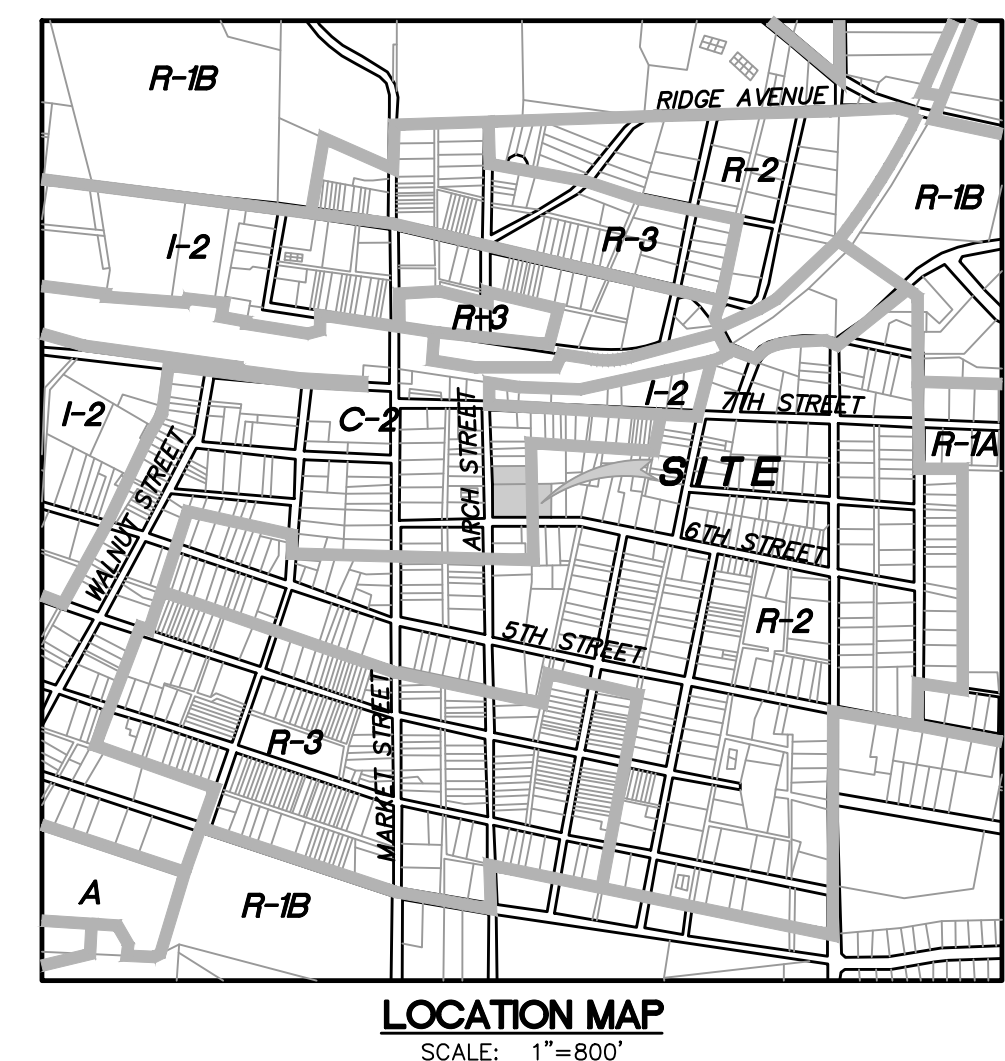 R-1B
RIDGE AVENUE
R-2
R-1B
I-2
R-3
R-3
I-2
I-2
7TH STREET
C-2
R-1A
WALNUT STREET
ARCH STREET
SITE
6TH STREET
R-2
5TH STREET
MARKET STREET
R-3
A
R-1B
LOCATION MAP
SCALE: 1"=800'